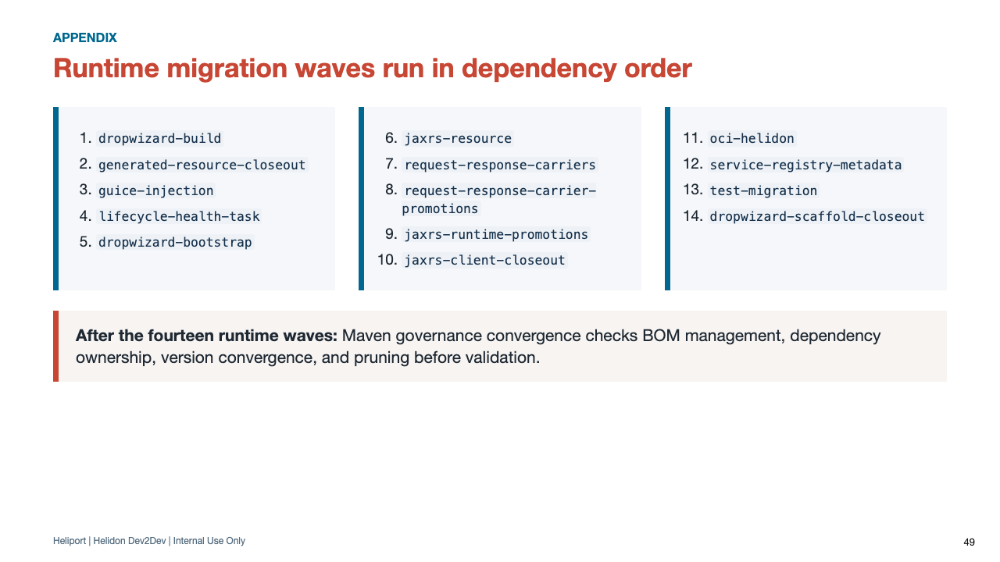 APPENDIX
Runtime migration waves run in dependency order
1. dropwizard-build
2. generated-resource-closeout
3. guice-injection
4. lifecycle-health-task
5. dropwizard-bootstrap
6. jaxrs-resource
7. request-response-carriers
8. request-response-carrier-
promotions
9. jaxrs-runtime-promotions
10. jaxrs-client-closeout
11. oci-helidon
12. service-registry-metadata
13. test-migration
14. dropwizard-scaffold-closeout
After the fourteen runtime waves: Maven governance convergence checks BOM management, dependency
ownership, version convergence, and pruning before validation.
Heliport | Helidon Dev2Dev | Internal Use Only
49